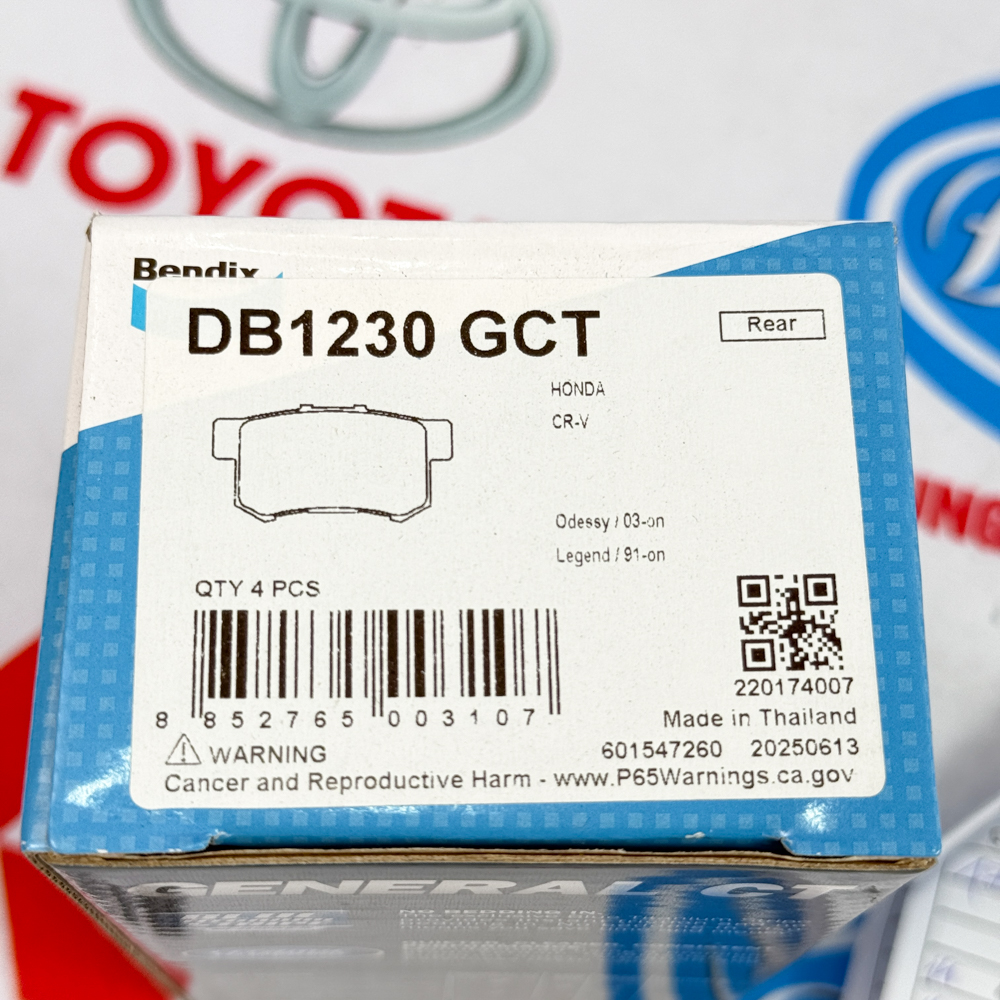 TOYOTA
Bendix
DB1230 GCT
Rear
HONDA
CR-V
Odessy / 03-on
Legend / 91-on
QTY 4 PCS
8 852765 003107
220174007
Made in Thailand
601547260 20250613
WARNING
Cancer and Reproductive Harm - www.P65Warnings.ca.gov
GENERAL CT